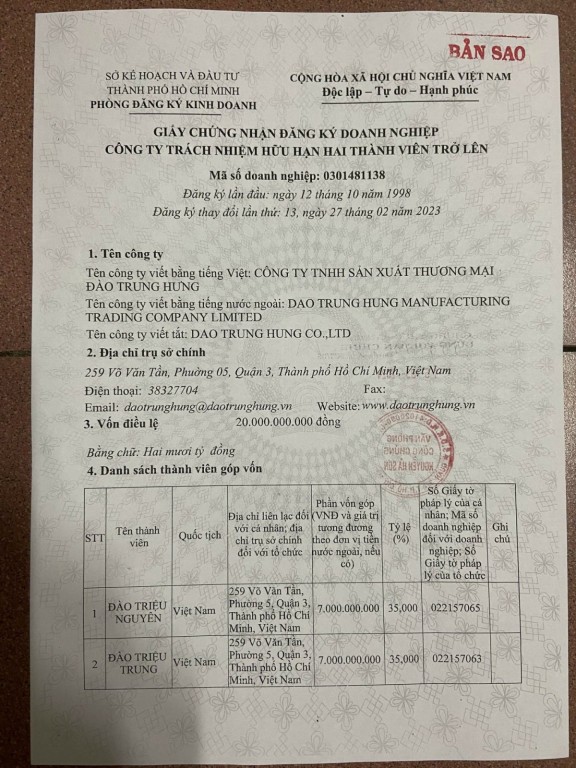 BẢN SAO
SỞ KẾ HOẠCH VÀ ĐẦU TƯ
THÀNH PHỐ HỒ CHÍ MINH
PHÒNG ĐĂNG KÝ KINH DOANH
CỘNG HÒA XÃ HỘI CHỦ NGHĨA VIỆT NAM
Độc lập – Tự do – Hạnh phúc
GIẤY CHỨNG NHẬN ĐĂNG KÝ DOANH NGHIỆP
CÔNG TY TRÁCH NHIỆM HỮU HẠN HAI THÀNH VIÊN TRỞ LÊN
Mã số doanh nghiệp: 0301481138
Đăng ký lần đầu: ngày 12 tháng 10 năm 1998
Đăng ký thay đổi lần thứ: 13, ngày 27 tháng 02 năm 2023
1. Tên công ty
Tên công ty viết bằng tiếng Việt: CÔNG TY TNHH SẢN XUẤT THƯƠNG MẠI
ĐÀO TRUNG HƯNG
Tên công ty viết bằng tiếng nước ngoài: DAO TRUNG HUNG MANUFACTURING
TRADING COMPANY LIMITED
Tên công ty viết tắt: DAO TRUNG HUNG CO.,LTD
2. Địa chỉ trụ sở chính
259 Võ Văn Tần, Phường 05, Quận 3, Thành phố Hồ Chí Minh, Việt Nam
Điện thoại: 38327704 Fax:
Email: daotrunghung@daotrunghung.vn Website: www.daotrunghung.vn
3. Vốn điều lệ 20.000.000.000 đồng
Bằng chữ: Hai mươi tỷ đồng
VĂN PHÒNG
CÔNG CHỨNG
NGUYỄN HÀ SƠN
4. Danh sách thành viên góp vốn
STT
Tên thành
viên
Quốc tịch
Địa chỉ liên lạc đối
với cá nhân; địa
chỉ trụ sở chính
đối với tổ chức
Phần vốn góp
(VNĐ và giá trị
tương đương
theo đơn vị tiền
nước ngoài, nếu
có)
Tỷ lệ
(%)
Số Giấy tờ
pháp lý của cá
nhân; Mã số
doanh nghiệp
đối với doanh
nghiệp; Số
Giấy tờ pháp
lý của tổ chức
Ghi
chú
1
ĐÀO TRIỆU
NGUYÊN
Việt Nam
259 Võ Văn Tần,
Phường 5, Quận 3,
Thành phố Hồ Chí
Minh, Việt Nam
7.000.000.000
35,000
022157065
2
ĐÀO TRIỆU
TRUNG
Việt Nam
259 Võ Văn Tần,
Phường 5, Quận 3,
Thành phố Hồ Chí
Minh, Việt Nam
7.000.000.000
35,000
022157063